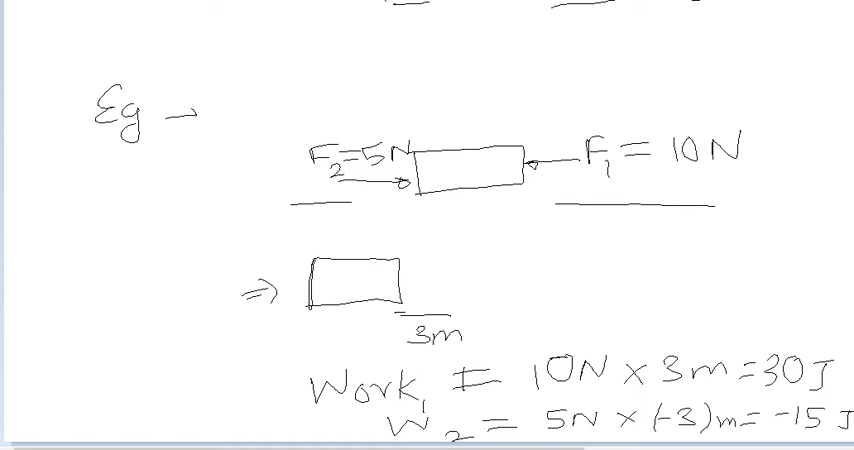 Eg →
F₂=5N F₁ = 10N
⇒
3m
Work₁ = 10N × 3m = 30J
W₂ = 5N × (-3)m = -15 J